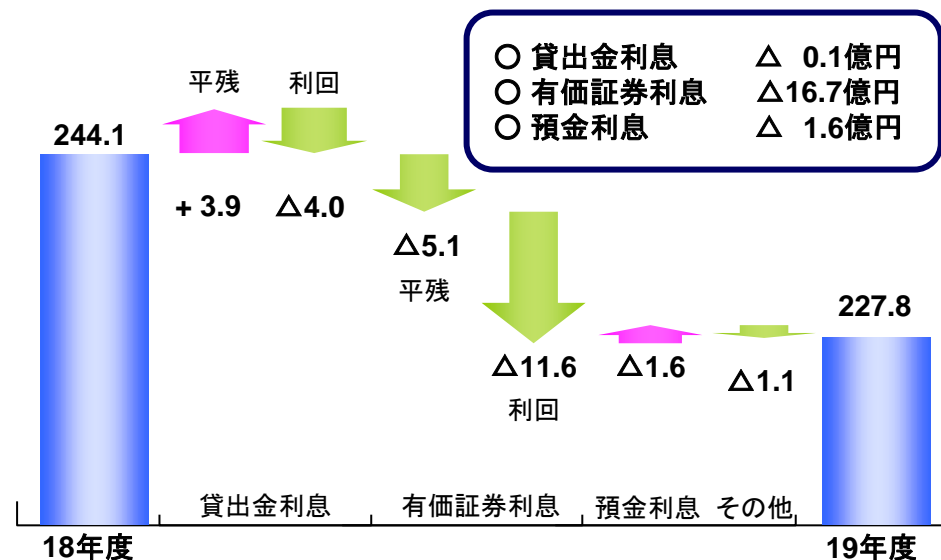 ○ 貸出金利息 △ 0.1億円
○ 有価証券利息 △16.7億円
○ 預金利息 △ 1.6億円
平残 利回
244.1
+ 3.9 △4.0
△5.1
平残
227.8
△11.6 △1.6 △1.1
利回
貸出金利息 有価証券利息 預金利息 その他
18年度 19年度